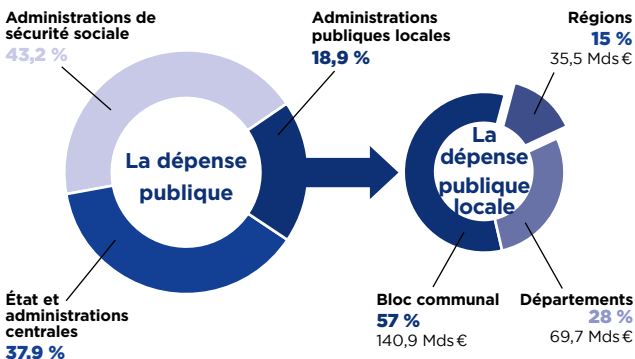 Administrations de
sécurité sociale
43,2 %
Administrations
publiques locales
18,9 %
Régions
15 %
35,5 Mds €
La dépense
publique
La
dépense
publique
locale
État et
administrations
centrales
37,9 %
Bloc communal
57 %
140,9 Mds €
Départements
28 %
69,7 Mds €